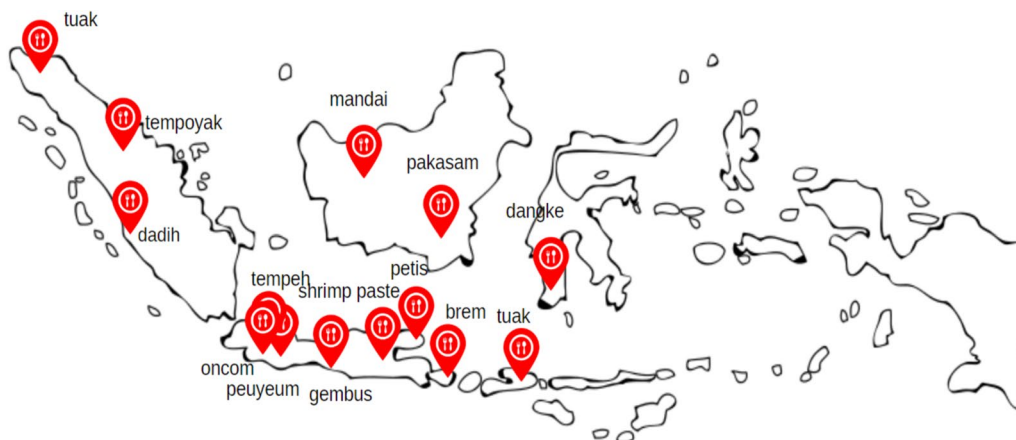 tuak
mandai
tempoyak
pakasam
dangke
dadih
petis
tempeh
shrimp paste
brem
tuak
oncom
peuyeum
gembus